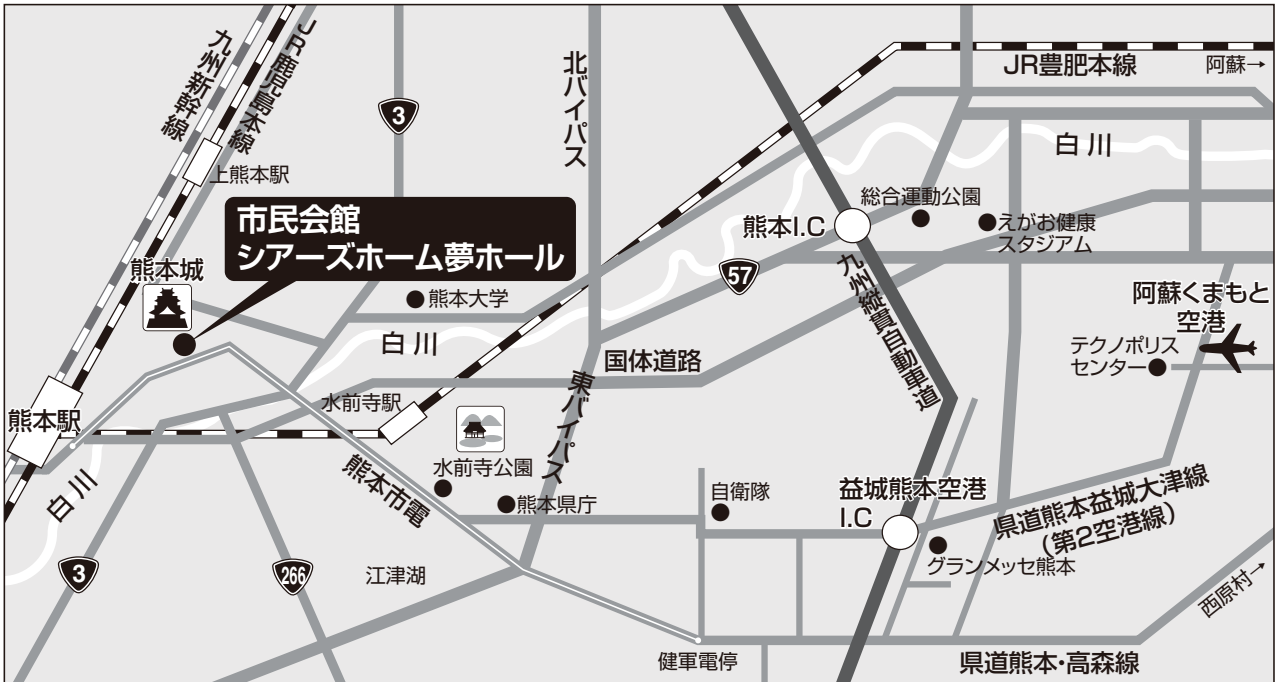 九州新幹線
JR鹿児島本線
3
北バイパス
JR豊肥本線
阿蘇→
白川
上熊本駅
市民会館
シアーズホーム夢ホール
熊本城
熊本大学
総合運動公園
熊本I.C
えがお健康
スタジアム
57
九州縦貫自動車道
阿蘇くまもと
空港
テクノポリス
センター
白川
国体道路
東バイパス
水前寺駅
熊本駅
白川
熊本市電
水前寺公園
熊本県庁
自衛隊
益城熊本空港
I.C
県道熊本益城大津線
(第2空港線)
グランメッセ熊本
3
266
江津湖
西原村→
健軍電停
県道熊本・高森線